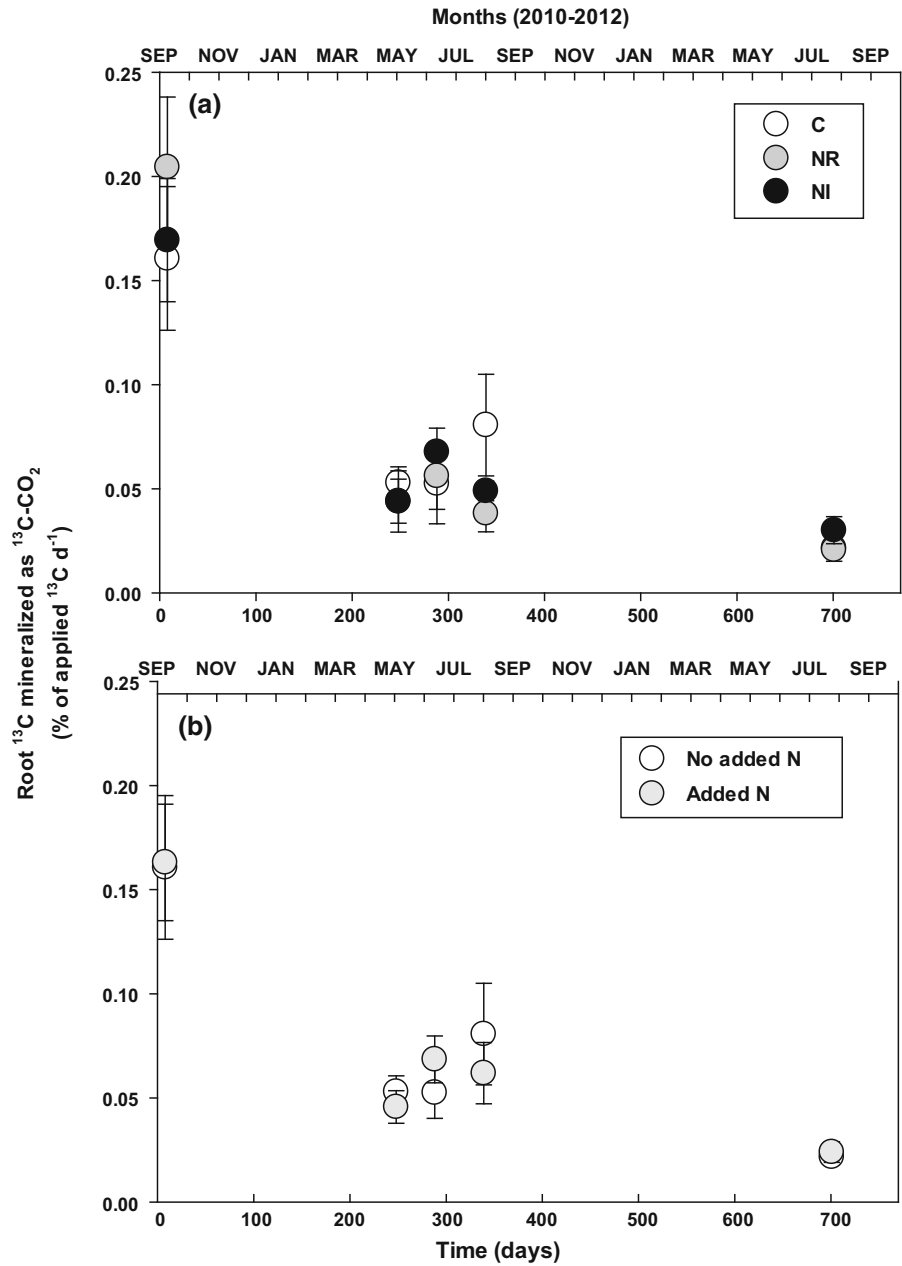 Months (2010-2012)
SEP NOV JAN MAR MAY JUL SEP NOV JAN MAR MAY JUL SEP
0.25
(a)
C
NR
NI
0.20
0.15
0.10
0.05
0.00
0 100 200 300 400 500 600 700
Root ¹³C mineralized as ¹³C-CO₂
(% of applied ¹³C d⁻¹)
SEP NOV JAN MAR MAY JUL SEP NOV JAN MAR MAY JUL SEP
0.25
(b)
No added N
Added N
0.20
0.15
0.10
0.05
0.00
0 100 200 300 400 500 600 700
Time (days)